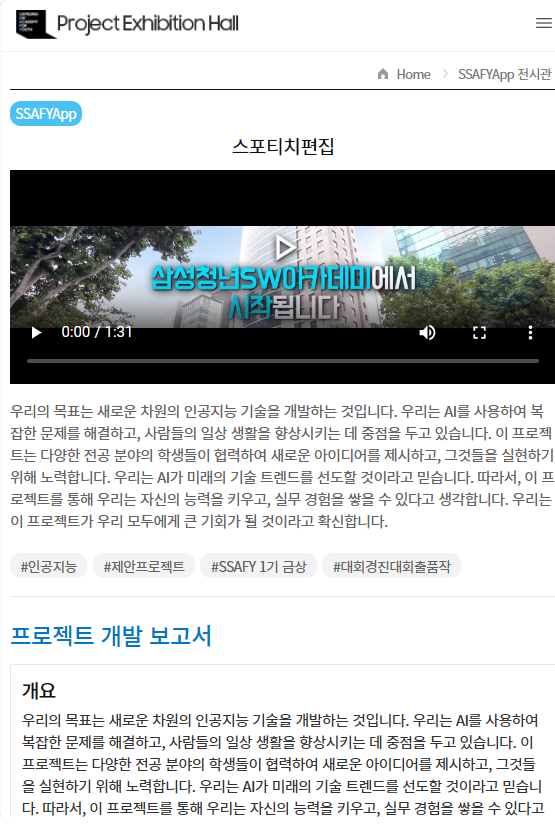 SAMSUNG
SW ACADEMY
FOR
YOUTH
Project Exhibition Hall
Home > SSAFYApp 전시관
SSAFYApp
스포티치편집
삼성청년SW아카데미에서
시작됩니다
0:00 / 1:31
우리의 목표는 새로운 차원의 인공지능 기술을 개발하는 것입니다. 우리는 AI를 사용하여 복
잡한 문제를 해결하고, 사람들의 일상 생활을 향상시키는 데 중점을 두고 있습니다. 이 프로젝
트는 다양한 전공 분야의 학생들이 협력하여 새로운 아이디어를 제시하고, 그것들을 실현하기
위해 노력합니다. 우리는 AI가 미래의 기술 트렌드를 선도할 것이라고 믿습니다. 따라서, 이 프
로젝트를 통해 우리는 자신의 능력을 키우고, 실무 경험을 쌓을 수 있다고 생각합니다. 우리는
이 프로젝트가 우리 모두에게 큰 기회가 될 것이라고 확신합니다.
#인공지능 #제안프로젝트 #SSAFY 1기 금상 #대회경진대회출품작
프로젝트 개발 보고서
개요
우리의 목표는 새로운 차원의 인공지능 기술을 개발하는 것입니다. 우리는 AI를 사용하여
복잡한 문제를 해결하고, 사람들의 일상 생활을 향상시키는 데 중점을 두고 있습니다. 이
프로젝트는 다양한 전공 분야의 학생들이 협력하여 새로운 아이디어를 제시하고, 그것들
을 실현하기 위해 노력합니다. 우리는 AI가 미래의 기술 트렌드를 선도할 것이라고 믿습니
다. 따라서, 이 프로젝트를 통해 우리는 자신의 능력을 키우고, 실무 경험을 쌓을 수 있다고